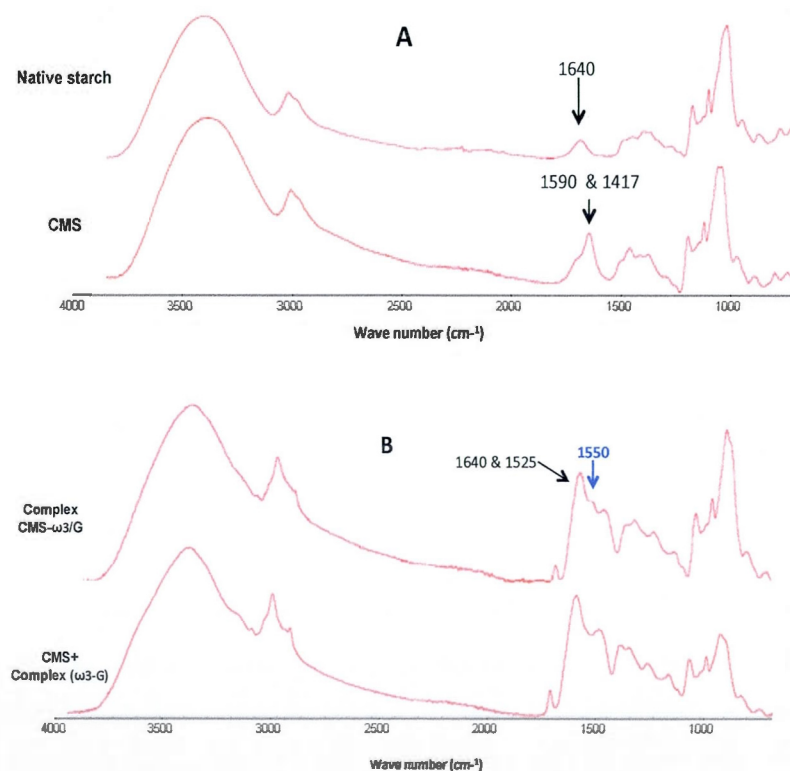 A
Native starch
1640
1590 & 1417
CMS
4000 3500 3000 2500 2000 1500 1000
Wave number (cm-¹)
B
1640 & 1525
1550
Complex
CMS-ω3/G
CMS+
Complex (ω3-G)
4000 3500 3000 2500 2000 1500 1000
Wave number (cm-¹)